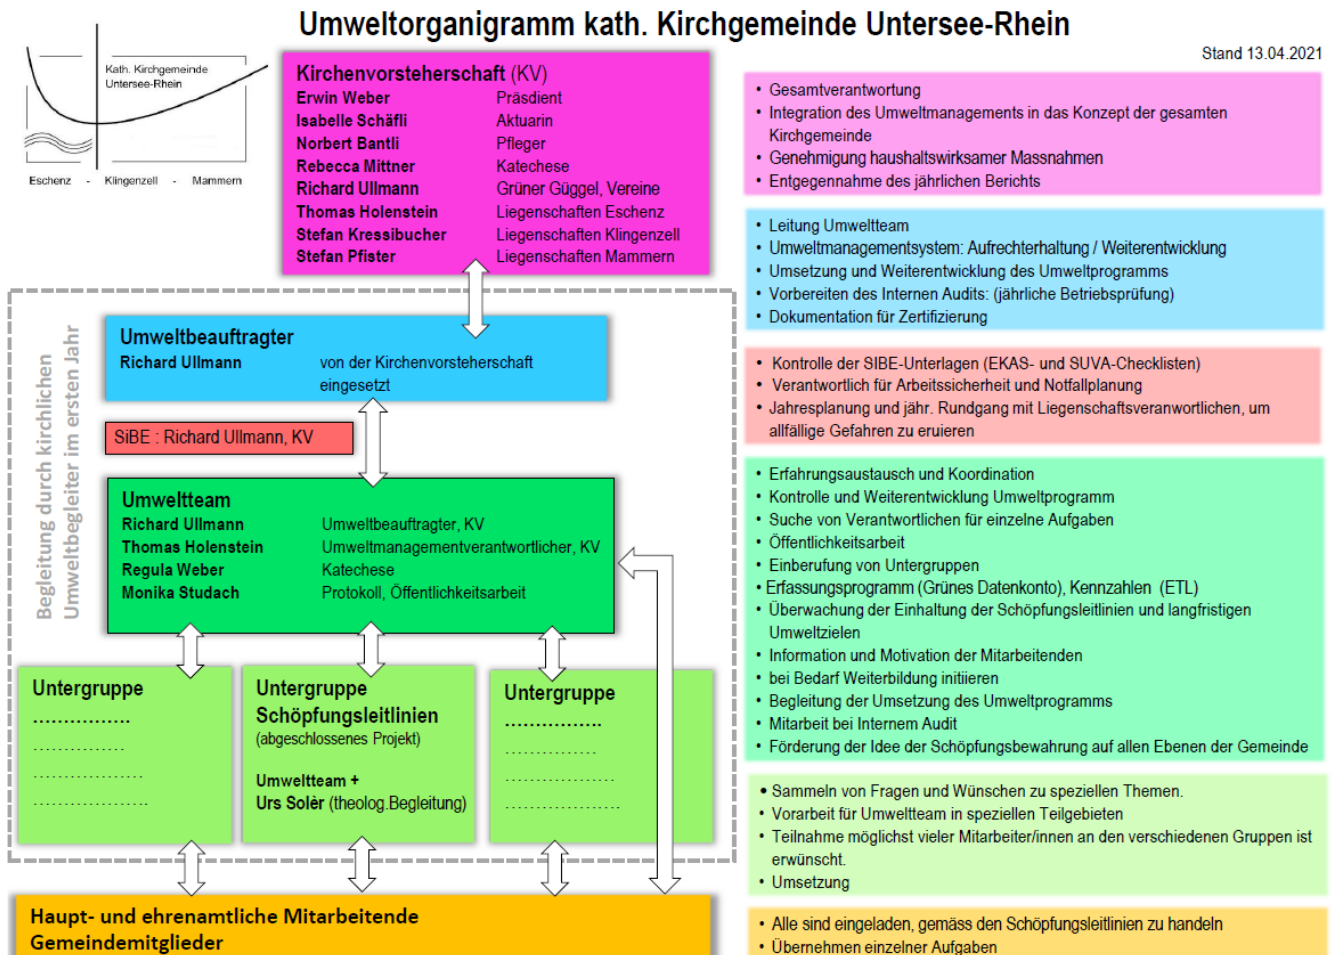 Umweltorganigramm kath. Kirchgemeinde Untersee-Rhein
Stand 13.04.2021
Kath. Kirchgemeinde
Untersee-Rhein
Eschenz - Klingenzell - Mammern
Kirchenvorsteherschaft (KV)
Erwin Weber Präsdient
Isabelle Schäfli Aktuarin
Norbert Bantli Pfleger
Rebecca Mittner Katechese
Richard Ullmann Grüner Güggel, Vereine
Thomas Holenstein Liegenschaften Eschenz
Stefan Kressibucher Liegenschaften Klingenzell
Stefan Pfister Liegenschaften Mammern
• Gesamtverantwortung
• Integration des Umweltmanagements in das Konzept der gesamten
Kirchgemeinde
• Genehmigung haushaltswirksamer Massnahmen
• Entgegennahme des jährlichen Berichts
Begleitung durch kirchlichen
Umweltbegleiter im ersten Jahr
Umweltbeauftragter
Richard Ullmann von der Kirchenvorsteherschaft
eingesetzt
• Leitung Umweltteam
• Umweltmanagementsystem: Aufrechterhaltung / Weiterentwicklung
• Umsetzung und Weiterentwicklung des Umweltprogramms
• Vorbereiten des Internen Audits: (jährliche Betriebsprüfung)
• Dokumentation für Zertifizierung
SiBE : Richard Ullmann, KV
• Kontrolle der SIBE-Unterlagen (EKAS- und SUVA-Checklisten)
• Verantwortlich für Arbeitssicherheit und Notfallplanung
• Jahresplanung und jähr. Rundgang mit Liegenschaftsveranwortlichen, um
allfällige Gefahren zu eruieren
Umweltteam
Richard Ullmann Umweltbeauftragter, KV
Thomas Holenstein Umweltmanagementverantwortlicher, KV
Regula Weber Katechese
Monika Studach Protokoll, Öffentlichkeitsarbeit
• Erfahrungsaustausch und Koordination
• Kontrolle und Weiterentwicklung Umweltprogramm
• Suche von Verantwortlichen für einzelne Aufgaben
• Öffentlichkeitsarbeit
• Einberufung von Untergruppen
• Erfassungsprogramm (Grünes Datenkonto), Kennzahlen (ETL)
• Überwachung der Einhaltung der Schöpfungsleitlinien und langfristigen
Umweltzielen
• Information und Motivation der Mitarbeitenden
• bei Bedarf Weiterbildung initiieren
• Begleitung der Umsetzung des Umweltprogramms
• Mitarbeit bei Internem Audit
• Förderung der Idee der Schöpfungsbewahrung auf allen Ebenen der Gemeinde
Untergruppe
................
...............
..................
...................
Untergruppe
Schöpfungsleitlinien
(abgeschlossenes Projekt)
Umweltteam +
Urs Solèr (theolog.Begleitung)
Untergruppe
................
...............
..................
...................
• Sammeln von Fragen und Wünschen zu speziellen Themen.
• Vorarbeit für Umweltteam in speziellen Teilgebieten
• Teilnahme möglichst vieler Mitarbeiter/innen an den verschiedenen Gruppen ist
erwünscht.
• Umsetzung
Haupt- und ehrenamtliche Mitarbeitende
Gemeindemitglieder
• Alle sind eingeladen, gemäss den Schöpfungsleitlinien zu handeln
• Übernehmen einzelner Aufgaben